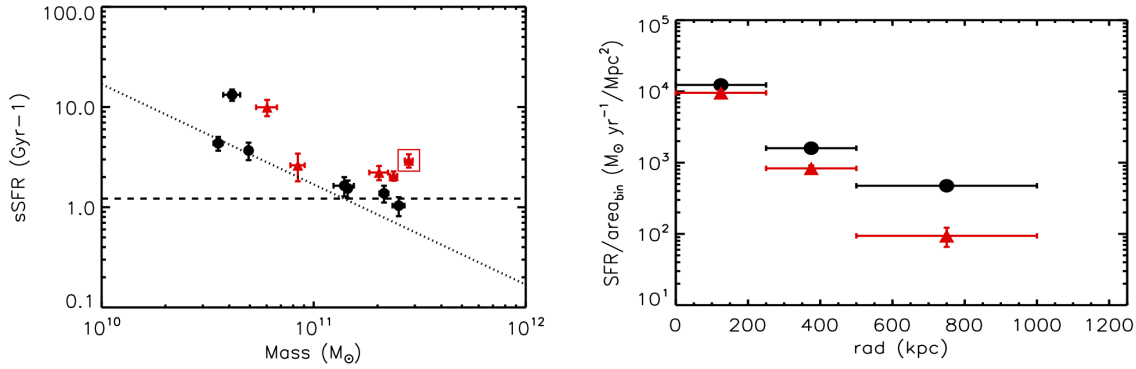 100.0
10.0
1.0
0.1
sSFR (Gyr−1)
10^10
10^11
10^12
Mass (M⊙)
10^5
10^4
10^3
10^2
10^1
SFR/area_bin (M⊙ yr^−1/Mpc^2)
0 200 400 600 800 1000 1200
rad (kpc)